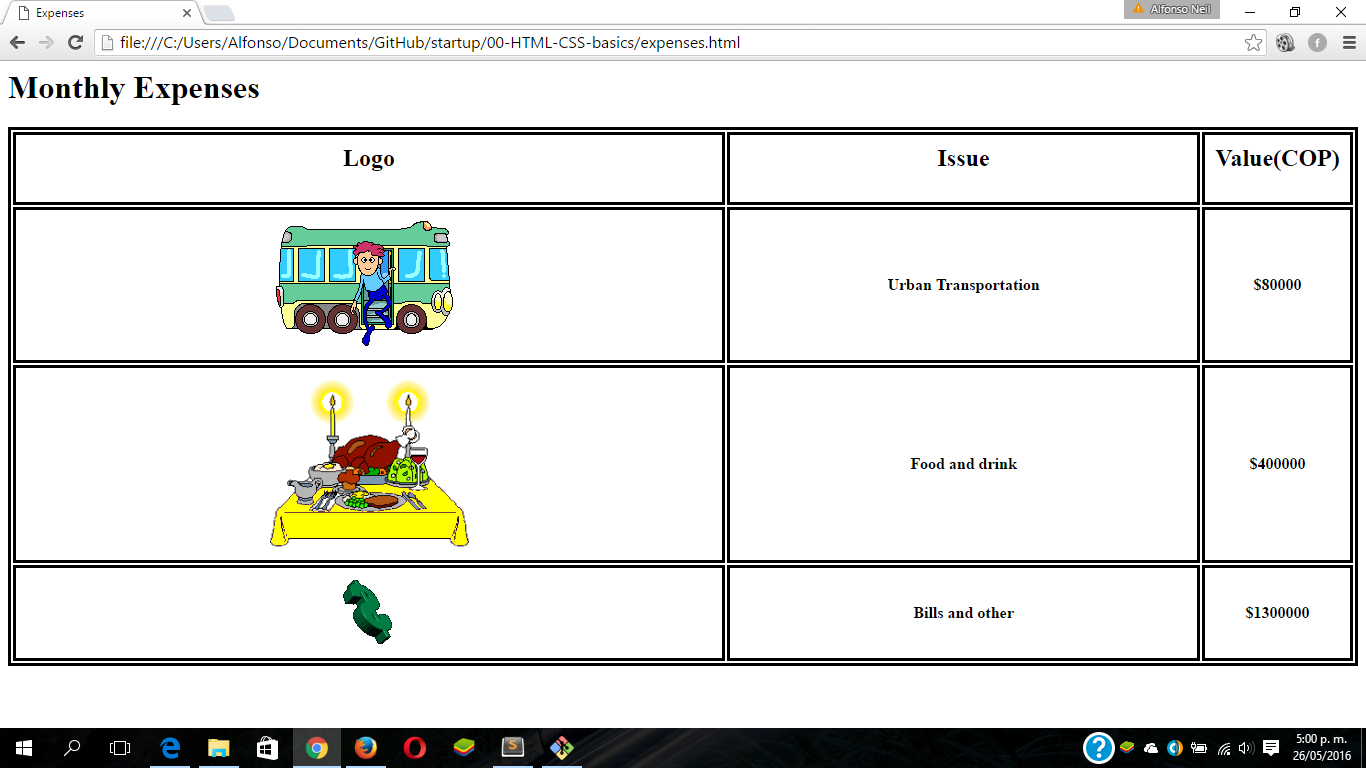 Expenses
Alfonso Neil
file:///C:/Users/Alfonso/Documents/GitHub/startup/00-HTML-CSS-basics/expenses.html
Monthly Expenses
Logo Issue Value(COP)
Urban Transportation $80000
Food and drink $400000
Bills and other $1300000
5:00 p. m.
26/05/2016